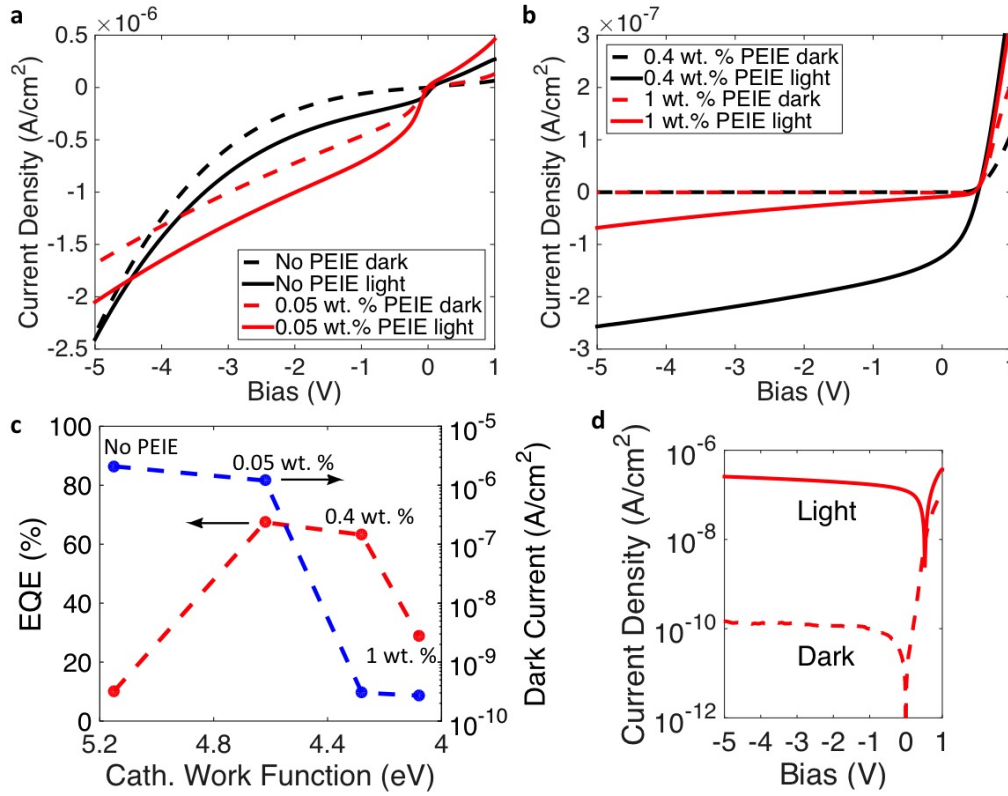 a
×10⁻⁶
0.5
0
-0.5
-1
-1.5
-2
-2.5
Current Density (A/cm²)
No PEIE dark
No PEIE light
0.05 wt. % PEIE dark
0.05 wt.% PEIE light
-5 -4 -3 -2 -1 0 1
Bias (V)
b
×10⁻⁷
3
2
1
0
-1
-2
-3
Current Density (A/cm²)
0.4 wt. % PEIE dark
0.4 wt.% PEIE light
1 wt. % PEIE dark
1 wt.% PEIE light
-5 -4 -3 -2 -1 0 1
Bias (V)
c
100
80
60
40
20
0
EQE (%)
No PEIE
0.05 wt. %
0.4 wt. %
1 wt. %
10⁻⁵
10⁻⁶
10⁻⁷
10⁻⁸
10⁻⁹
10⁻¹⁰
Dark Current (A/cm²)
5.2 4.8 4.4 4
Cath. Work Function (eV)
d
10⁻⁶
10⁻⁸
10⁻¹⁰
10⁻¹²
Current Density (A/cm²)
Light
Dark
-5 -4 -3 -2 -1 0 1
Bias (V)